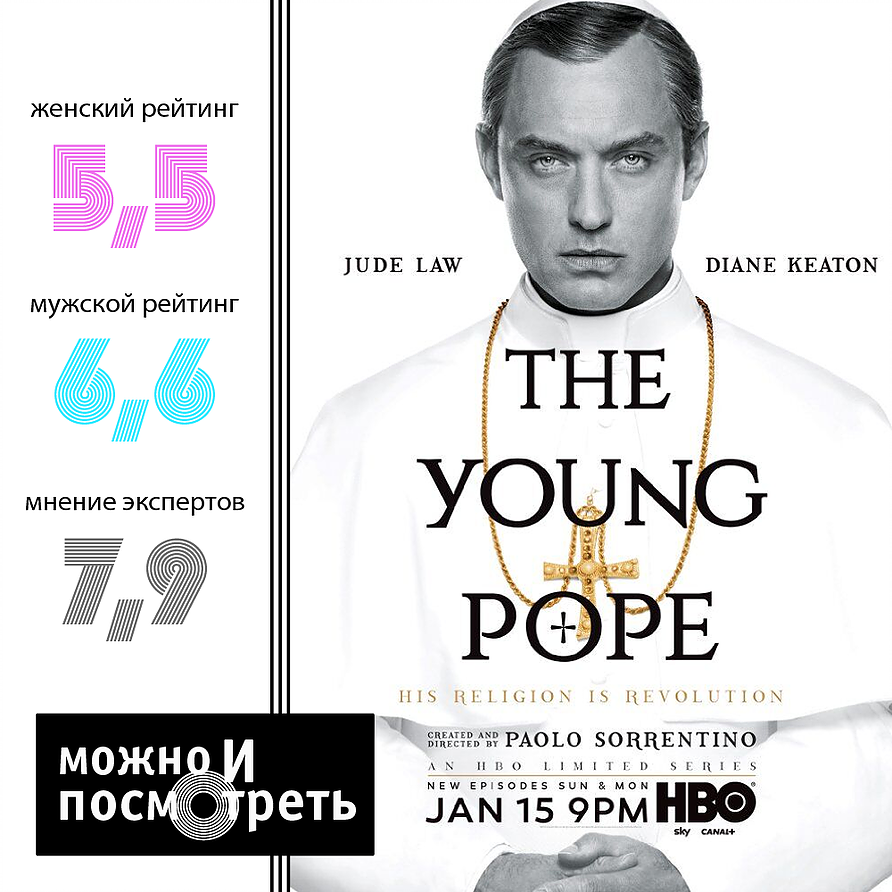 женский рейтинг
5,5
мужской рейтинг
6,6
мнение экспертов
7,9
можно И
посмотреть
JUDE LAW
DIANE KEATON
THE
YOUNG
POPE
HIS RELIGION IS REVOLUTION
CREATED AND
DIRECTED BY PAOLO SORRENTINO
AN HBO LIMITED SERIES
NEW EPISODES SUN & MON
JAN 15 9PM HBO®
sky CANAL+